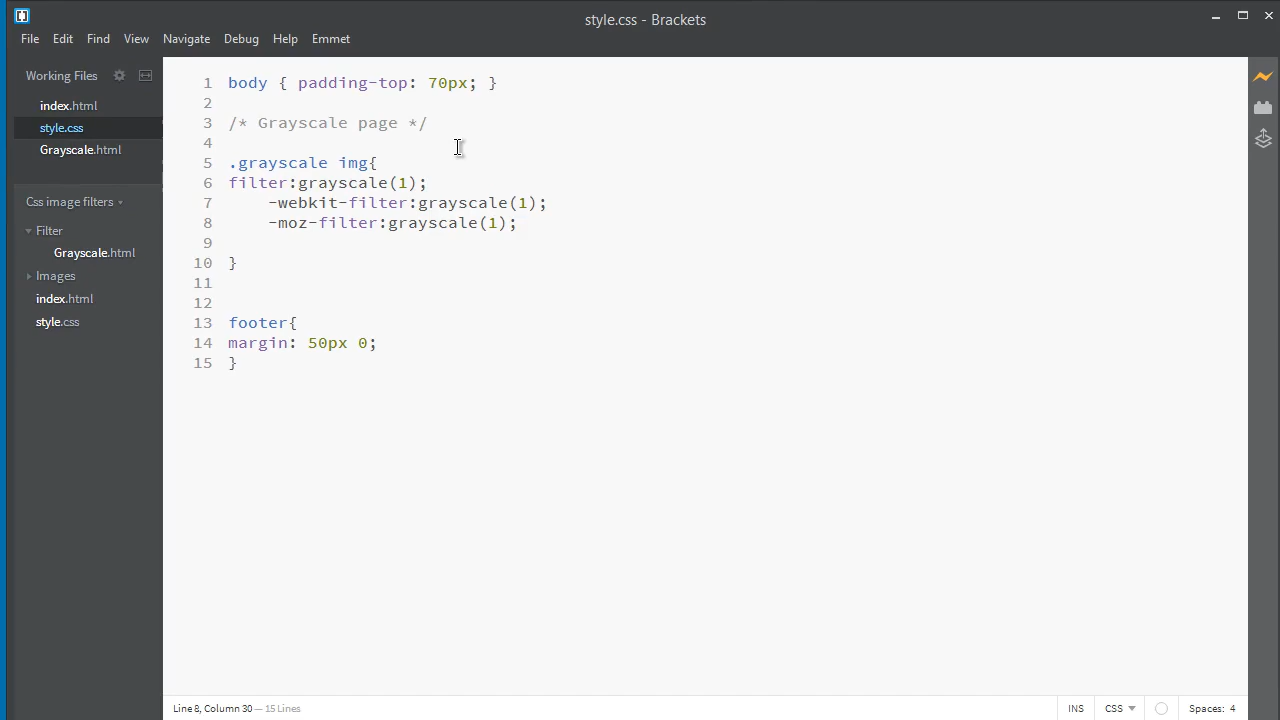 style.css - Brackets
File Edit Find View Navigate Debug Help Emmet
Working Files
index.html
style.css
Grayscale.html
Css image filters
Filter
Grayscale.html
Images
index.html
style.css
1 body { padding-top: 70px; }
2
3 /* Grayscale page */
4
5 .grayscale img{
6 filter:grayscale(1);
7     -webkit-filter:grayscale(1);
8     -moz-filter:grayscale(1);
9
10 }
11
12
13 footer{
14 margin: 50px 0;
15 }
Line 8, Column 30 — 15 Lines
INS CSS Spaces: 4